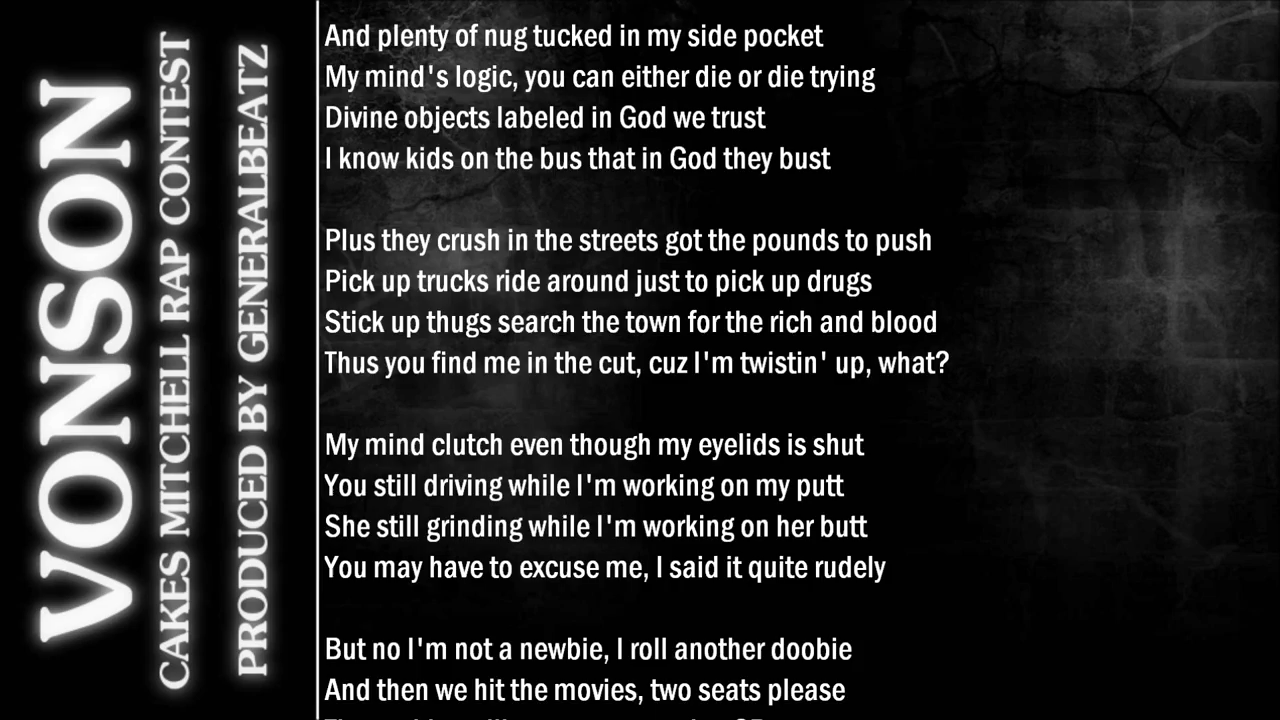 VONSON
CAKES MITCHELL RAP CONTEST
PRODUCED BY GENERALBEATZ
And plenty of nug tucked in my side pocket
My mind's logic, you can either die or die trying
Divine objects labeled in God we trust
I know kids on the bus that in God they bust
Plus they crush in the streets got the pounds to push
Pick up trucks ride around just to pick up drugs
Stick up thugs search the town for the rich and blood
Thus you find me in the cut, cuz I'm twistin' up, what?
My mind clutch even though my eyelids is shut
You still driving while I'm working on my putt
She still grinding while I'm working on her butt
You may have to excuse me, I said it quite rudely
But no I'm not a newbie, I roll another doobie
And then we hit the movies, two seats please